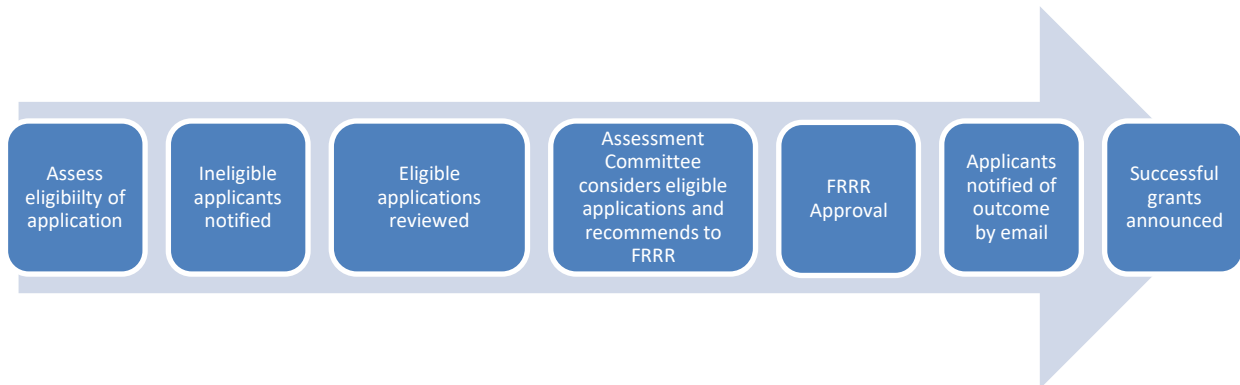 Assess
eligibiilty of
application
Ineligible
applicants
notified
Eligible
applications
reviewed
Assessment
Committee
considers eligible
applications and
recommends to
FRRR
FRRR
Approval
Applicants
notified of
outcome
by email
Successful
grants
announced